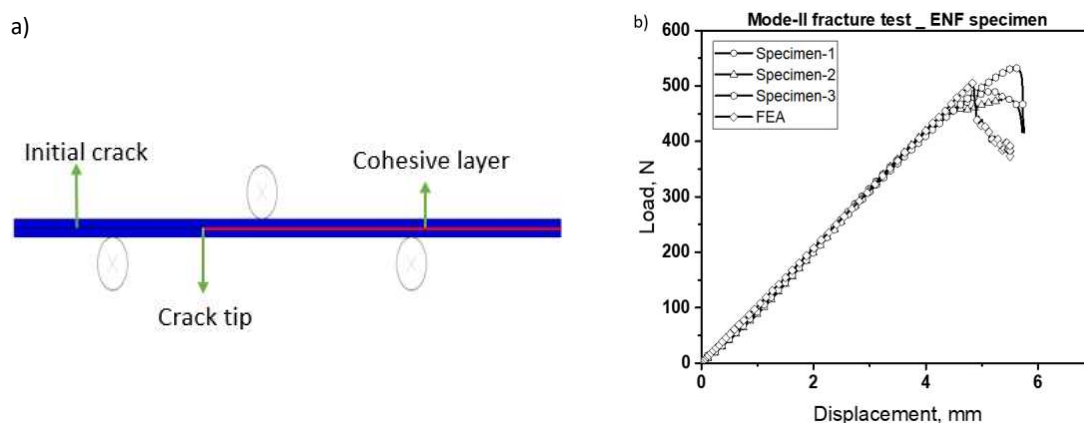 a)
Initial crack
Cohesive layer
Crack tip
b)
Mode-II fracture test _ ENF specimen
Specimen-1
Specimen-2
Specimen-3
FEA
600
500
400
300
200
100
0
0
2
4
6
Load, N
Displacement, mm